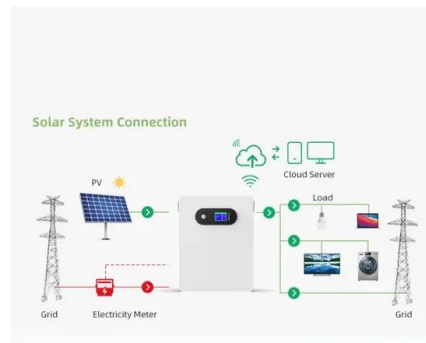 Solar System Connection
Cloud Server
PV
Load
Grid
Electricity Meter
Grid